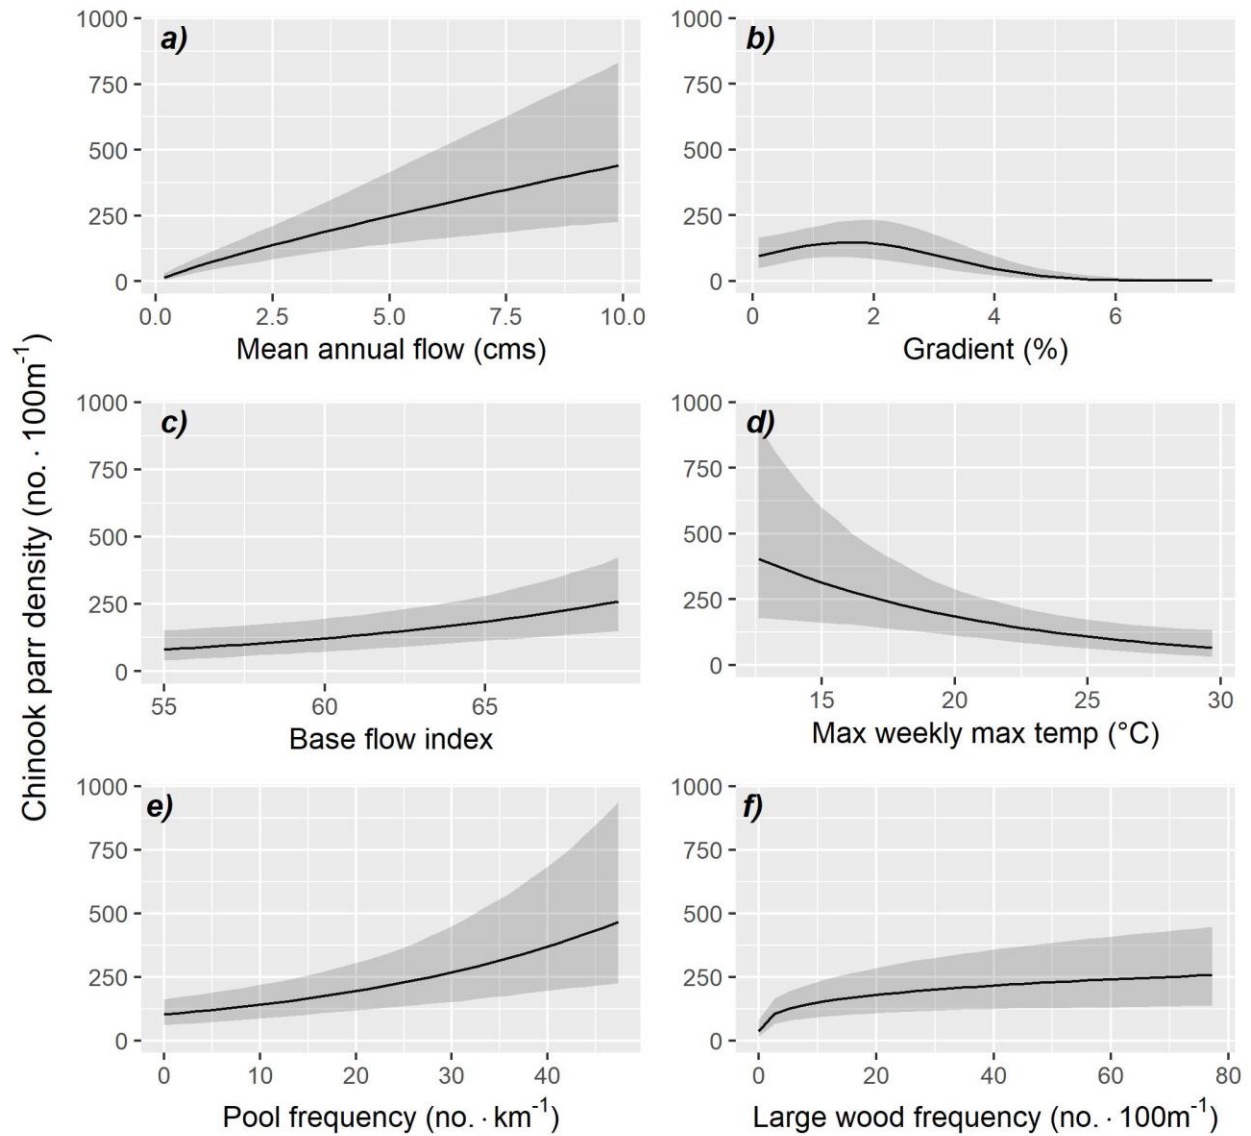 Chinook parr density (no. · 100m⁻¹)
a)
1000
750
500
250
0
0.0 2.5 5.0 7.5 10.0
Mean annual flow (cms)
b)
1000
750
500
250
0
0 2 4 6
Gradient (%)
c)
1000
750
500
250
0
55 60 65
Base flow index
d)
1000
750
500
250
0
15 20 25 30
Max weekly max temp (°C)
e)
1000
750
500
250
0
0 10 20 30 40
Pool frequency (no. · km⁻¹)
f)
1000
750
500
250
0
0 20 40 60 80
Large wood frequency (no. · 100m⁻¹)